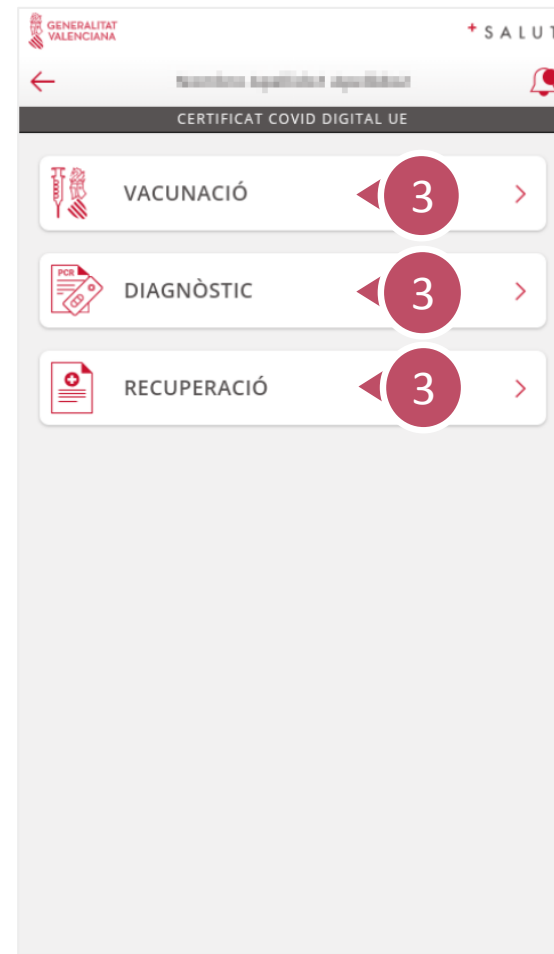 GENERALITAT
VALENCIANA
+SALUT
CERTIFICAT COVID DIGITAL UE
VACUNACIÓ
3
PCR
DIAGNÒSTIC
3
RECUPERACIÓ
3